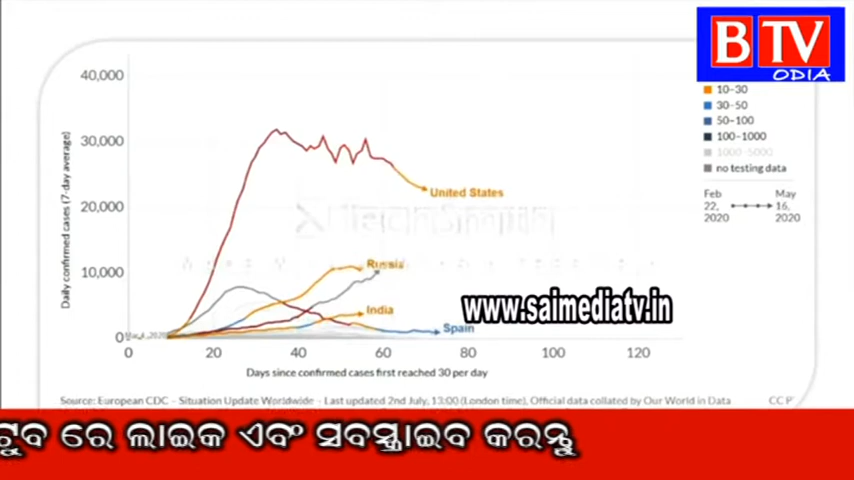 BTV
ODIA
40,000
30,000
20,000
10,000
0
Daily confirmed cases (7-day average)
United States
Russia
India
Spain
0 20 40 60 80 100 120
Days since confirmed cases first reached 30 per day
10-30
30-50
50-100
100-1000
1000-5000
no testing data
Feb 22, 2020
May 16, 2020
TechSmith
www.saimediatv.in
Source: European CDC – Situation Update Worldwide – Last updated 2nd July, 13:00 (London time), Official data collated by Our World in Data
ରେ ଲାଇକ ଏବଂ ସବସ୍କ୍ରାଇବ କରନ୍ତୁ